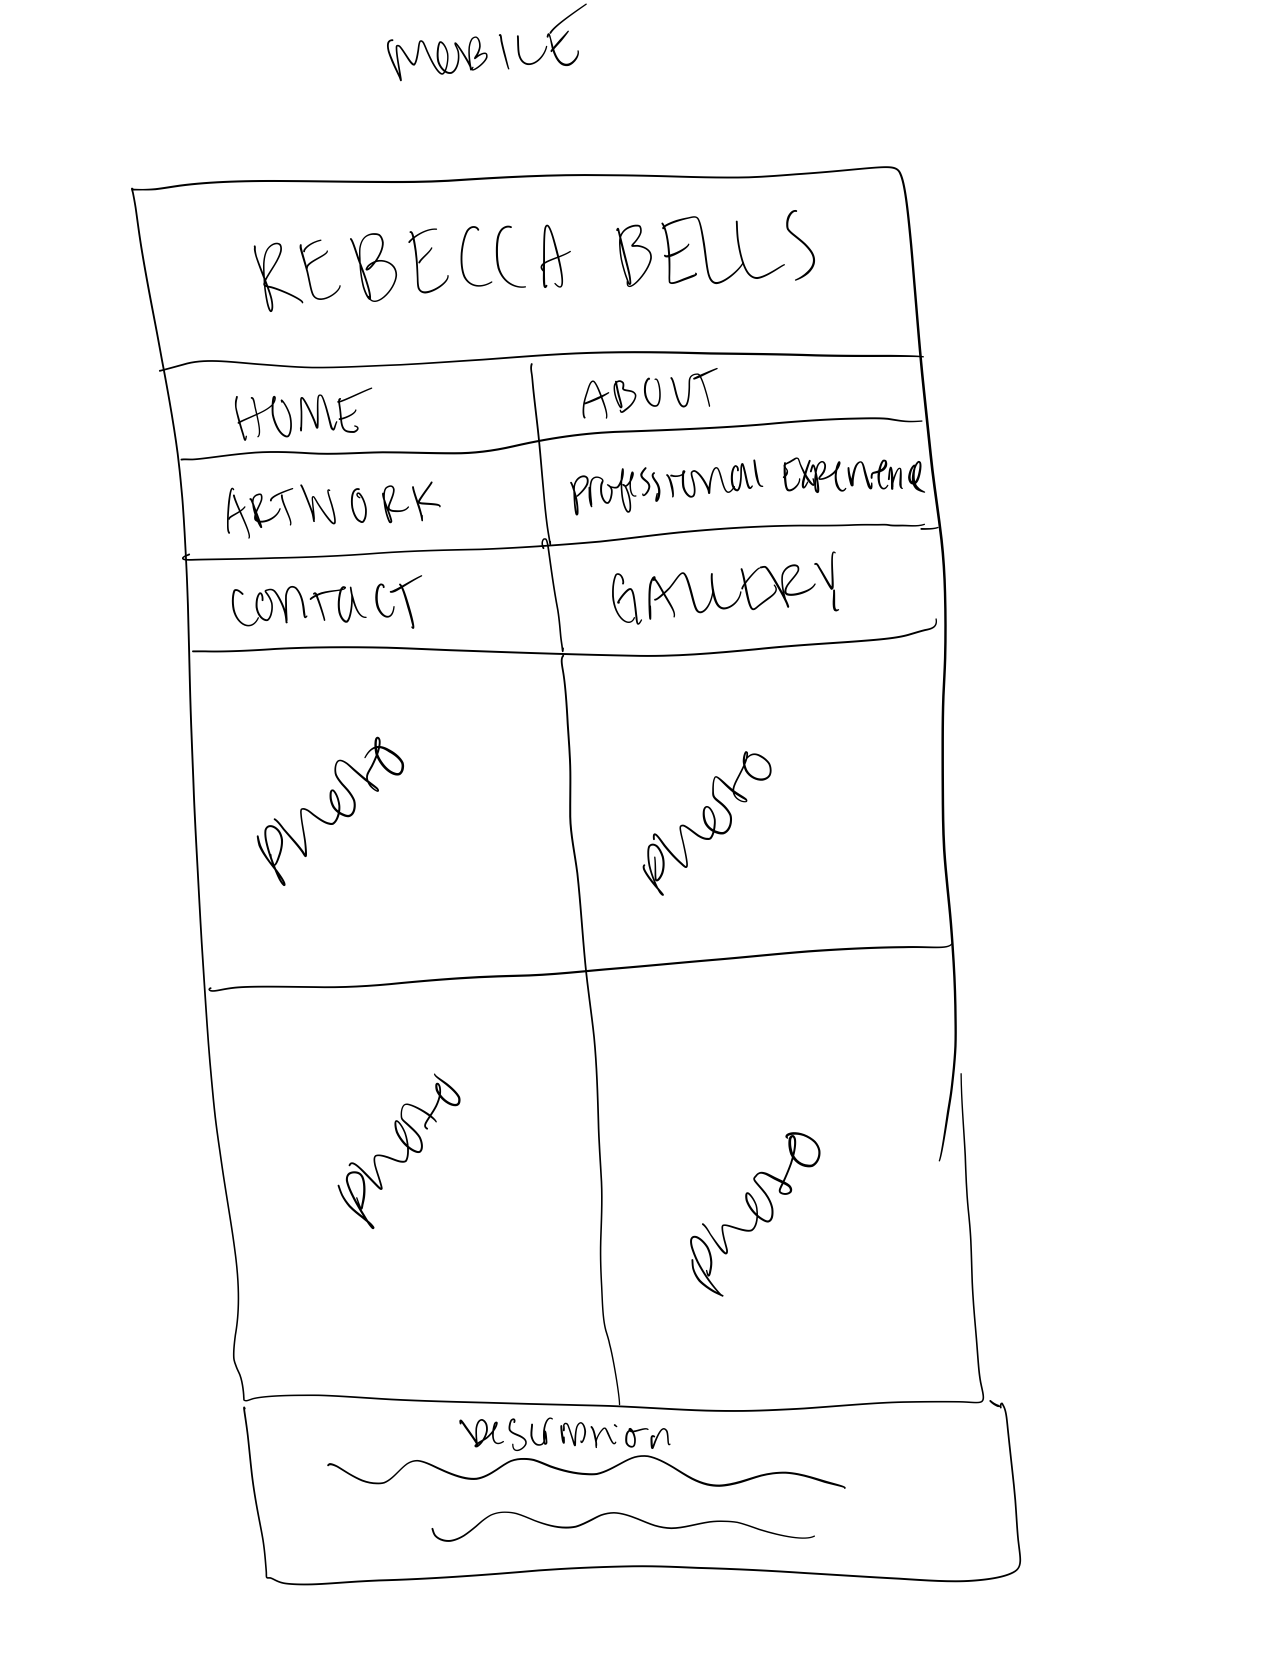 MOBILE
REBECCA BELLS
HOME
ABOUT
ARTWORK
Professional Experience
CONTACT
GALLERY
photo
photo
photo
photo
Description